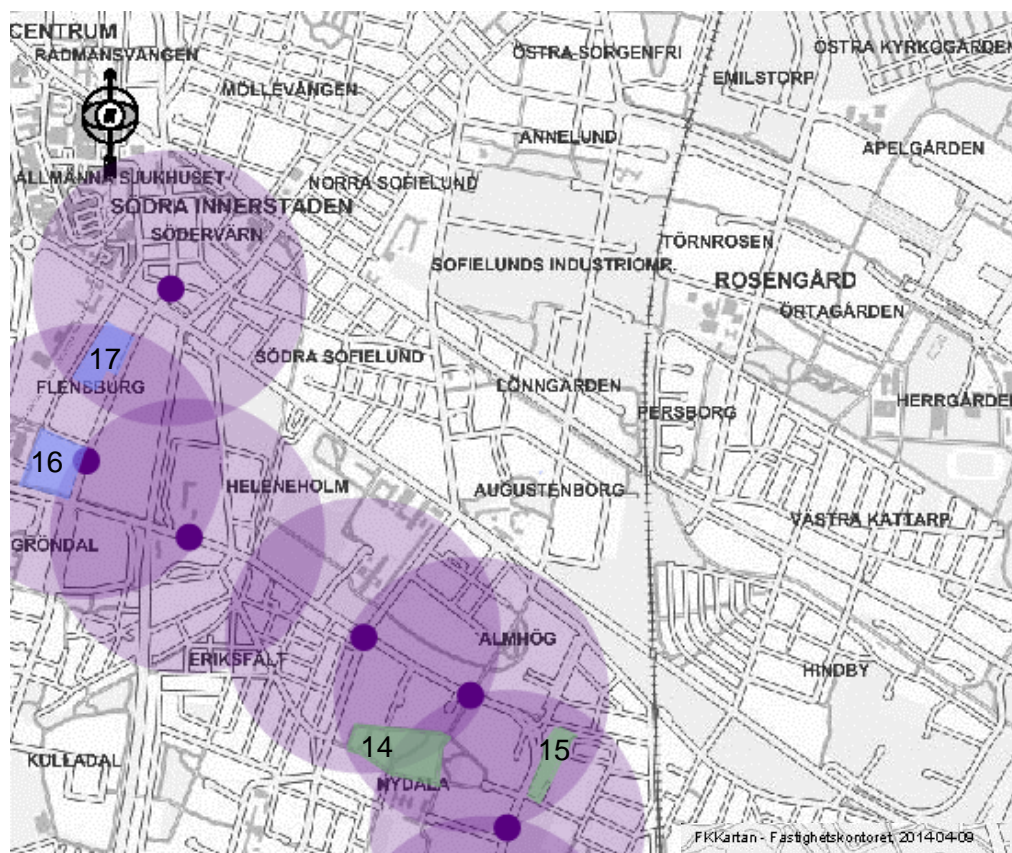 CENTRUM
RÅDMANSVÅNGEN
ÖSTRA SORGENFRI
ÖSTRA KYRKOGÅRDEN
EMILSTORP
MÖLLEVÅNGEN
ANNELUND
APELGÅRDEN
ALLMÄNNA SJUKHUSET
NORRA SOFIELUND
SÖDRA INNERSTADEN
SÖDERVÄRN
TÖRNROSEN
SOFIELUNDS INDUSTRIOMR
ROSENGÅRD
ÖRTAGÅRDEN
17
SÖDRA SOFIELUND
FLENSBURG
LÖNNGÅRDEN
HERRGÅRDEN
PERSBORG
16
HELENEHOLM
AUGUSTENBORG
VÄSTRA KATTARP
GRÖNDAL
ALMHÖG
ERIKSFÄLT
HINDBY
14
15
KULLADAL
NYDALA
FKKartan - Fastighetskontoret, 2014-04-09